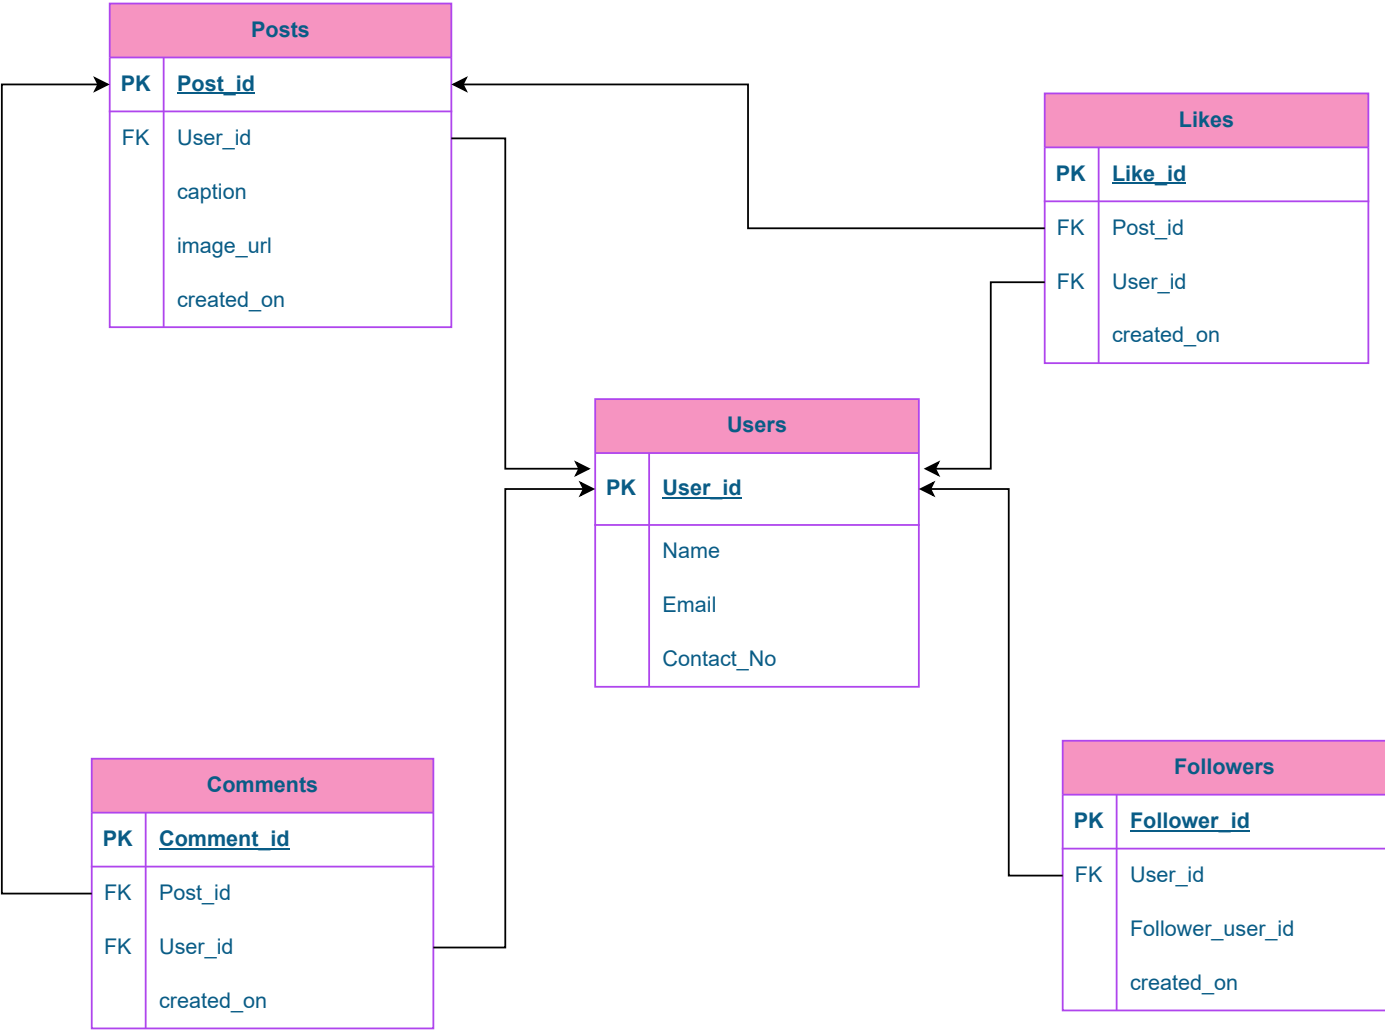 Posts
PK Post_id
FK User_id
caption
image_url
created_on
Likes
PK Like_id
FK Post_id
FK User_id
created_on
Users
PK User_id
Name
Email
Contact_No
Comments
PK Comment_id
FK Post_id
FK User_id
created_on
Followers
PK Follower_id
FK User_id
Follower_user_id
created_on